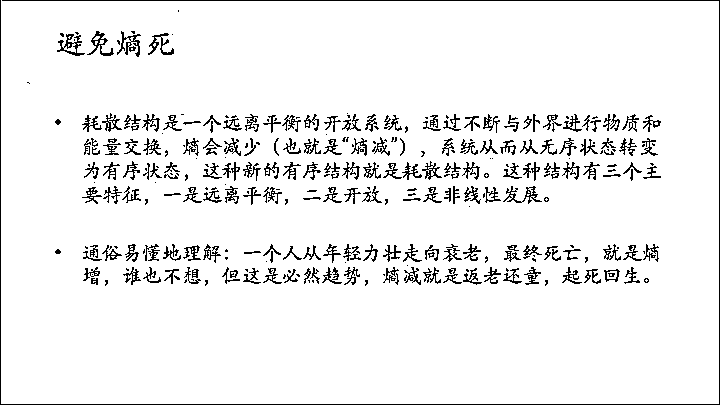 避免熵死
• 耗散结构是一个远离平衡的开放系统，通过不断与外界进行物质和
能量交换，熵会减少（也就是“熵减”），系统从而从无序状态转变
为有序状态，这种新的有序结构就是耗散结构。这种结构有三个主
要特征，一是远离平衡，二是开放，三是非线性发展。
• 通俗易懂地理解：一个人从年轻力壮走向衰老，最终死亡，就是熵
增，谁也不想，但这是必然趋势，熵减就是返老还童，起死回生。